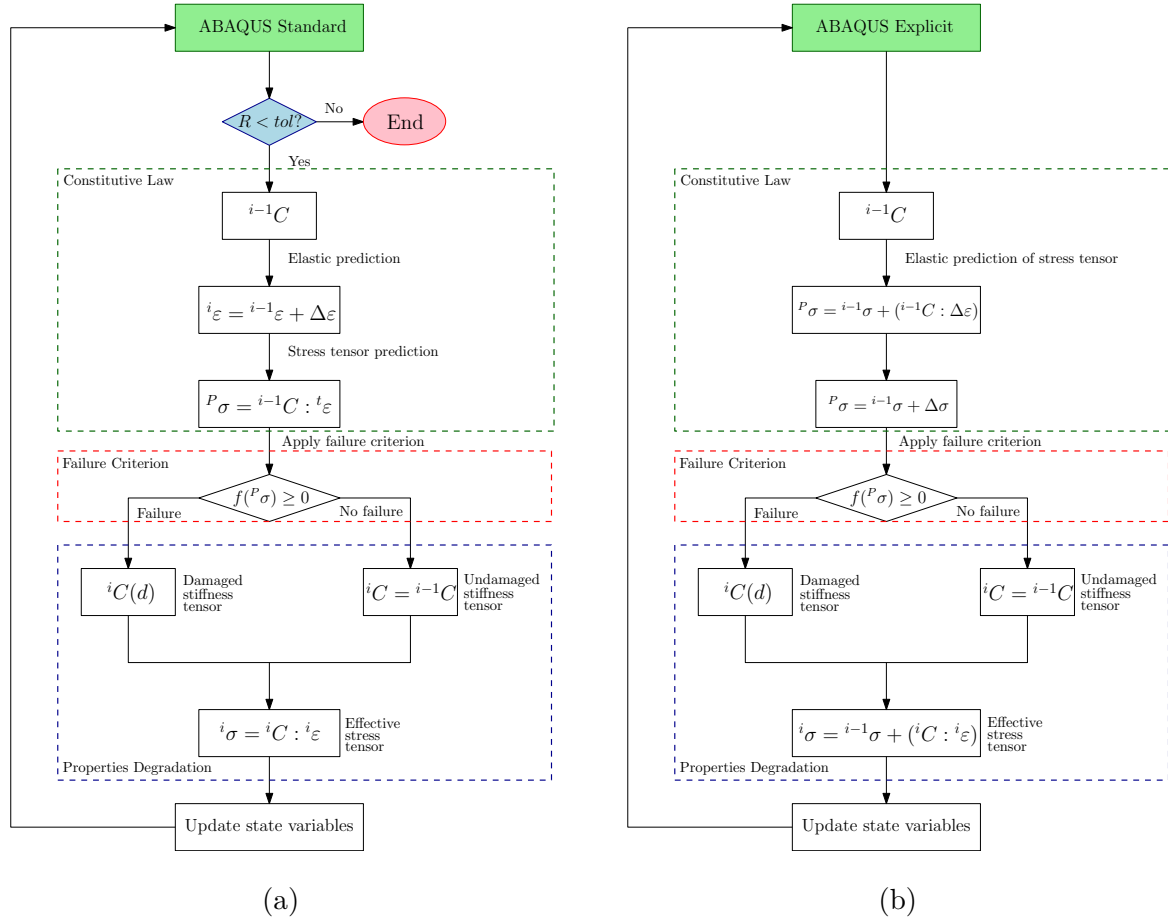 ABAQUS Standard
R < tol?
No
End
Yes
Constitutive Law
ⁱ⁻¹C
Elastic prediction
ⁱε = ⁱ⁻¹ε + Δε
Stress tensor prediction
ᴾσ = ⁱ⁻¹C : ᵗε
Apply failure criterion
Failure Criterion
f(ᴾσ) ≥ 0
Failure
No failure
ⁱC(d)
Damaged
stiffness
tensor
ⁱC = ⁱ⁻¹C
Undamaged
stiffness
tensor
ⁱσ = ⁱC : ⁱε
Effective
stress
tensor
Properties Degradation
Update state variables
(a)
ABAQUS Explicit
Constitutive Law
ⁱ⁻¹C
Elastic prediction of stress tensor
ᴾσ = ⁱ⁻¹σ + (ⁱ⁻¹C : Δε)
ᴾσ = ⁱ⁻¹σ + Δσ
Apply failure criterion
Failure Criterion
f(ᴾσ) ≥ 0
Failure
No failure
ⁱC(d)
Damaged
stiffness
tensor
ⁱC = ⁱ⁻¹C
Undamaged
stiffness
tensor
ⁱσ = ⁱ⁻¹σ + (ⁱC : ⁱε)
Effective
stress
tensor
Properties Degradation
Update state variables
(b)